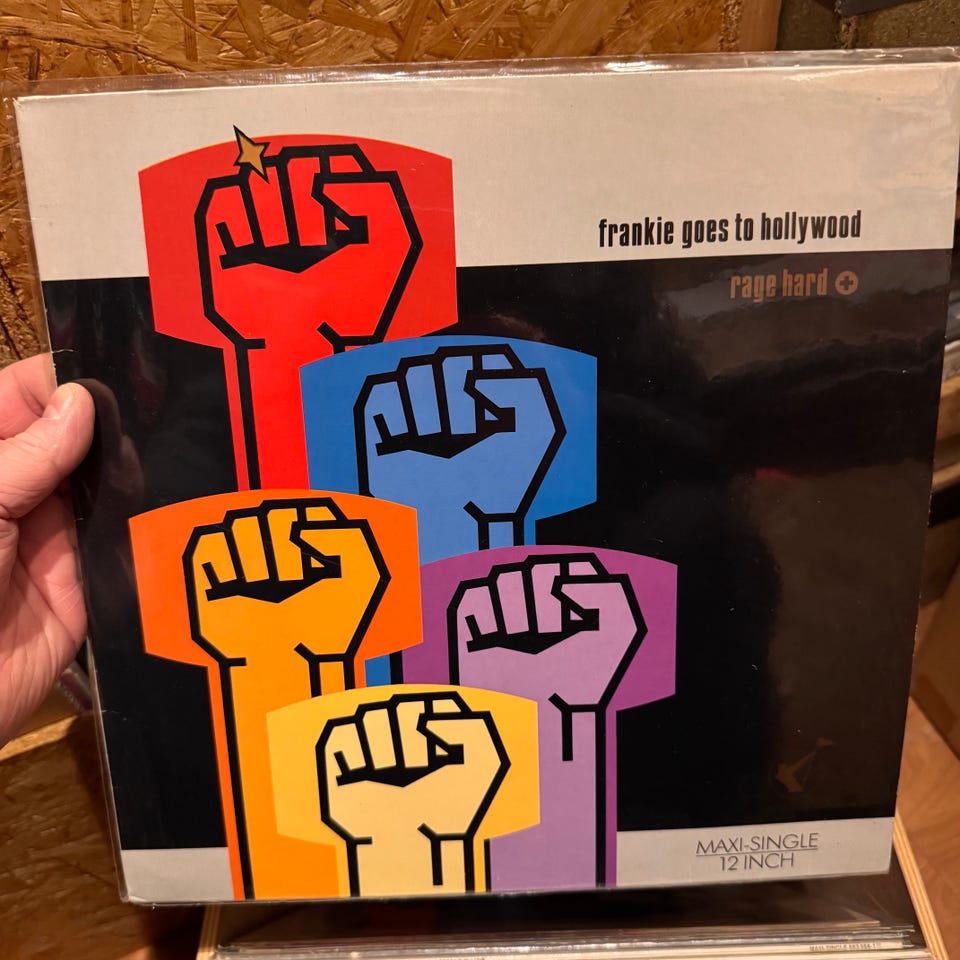 frankie goes to hollywood
rage hard ⊕
MAXI-SINGLE
12 INCH